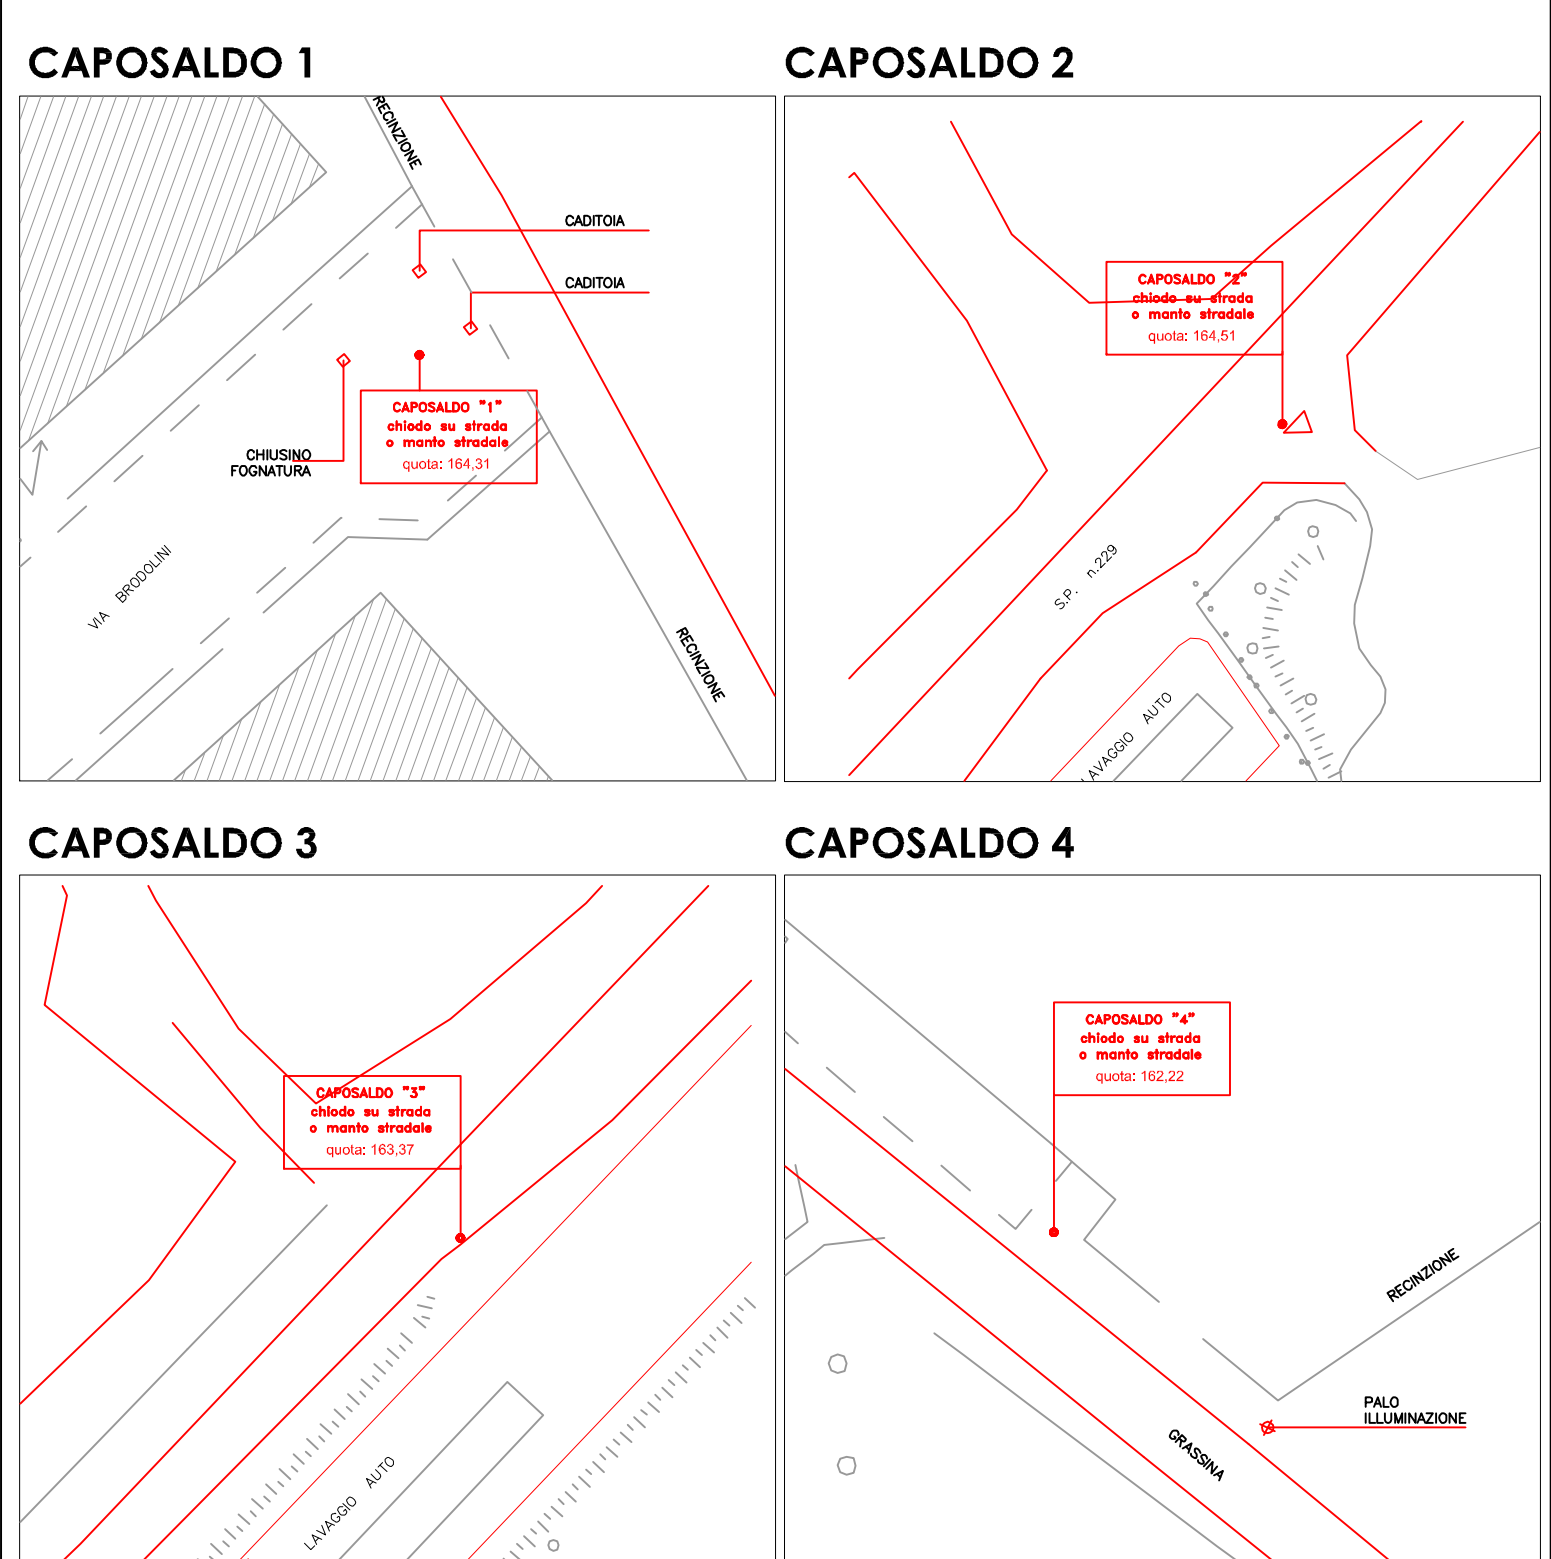 CAPOSALDO 1
RECINZIONE
CADITOIA
CADITOIA
CAPOSALDO "1"
chiodo su strada
o manto stradale
quota: 164,31
CHIUSINO
FOGNATURA
VIA BRODOLINI
RECINZIONE
CAPOSALDO 2
CAPOSALDO "2"
chiodo su strada
o manto stradale
quota: 164,51
S.P. n.229
LAVAGGIO AUTO
CAPOSALDO 3
CAPOSALDO "3"
chiodo su strada
o manto stradale
quota: 163,37
LAVAGGIO AUTO
CAPOSALDO 4
CAPOSALDO "4"
chiodo su strada
o manto stradale
quota: 162,22
RECINZIONE
PALO
ILLUMINAZIONE
GRASSINA